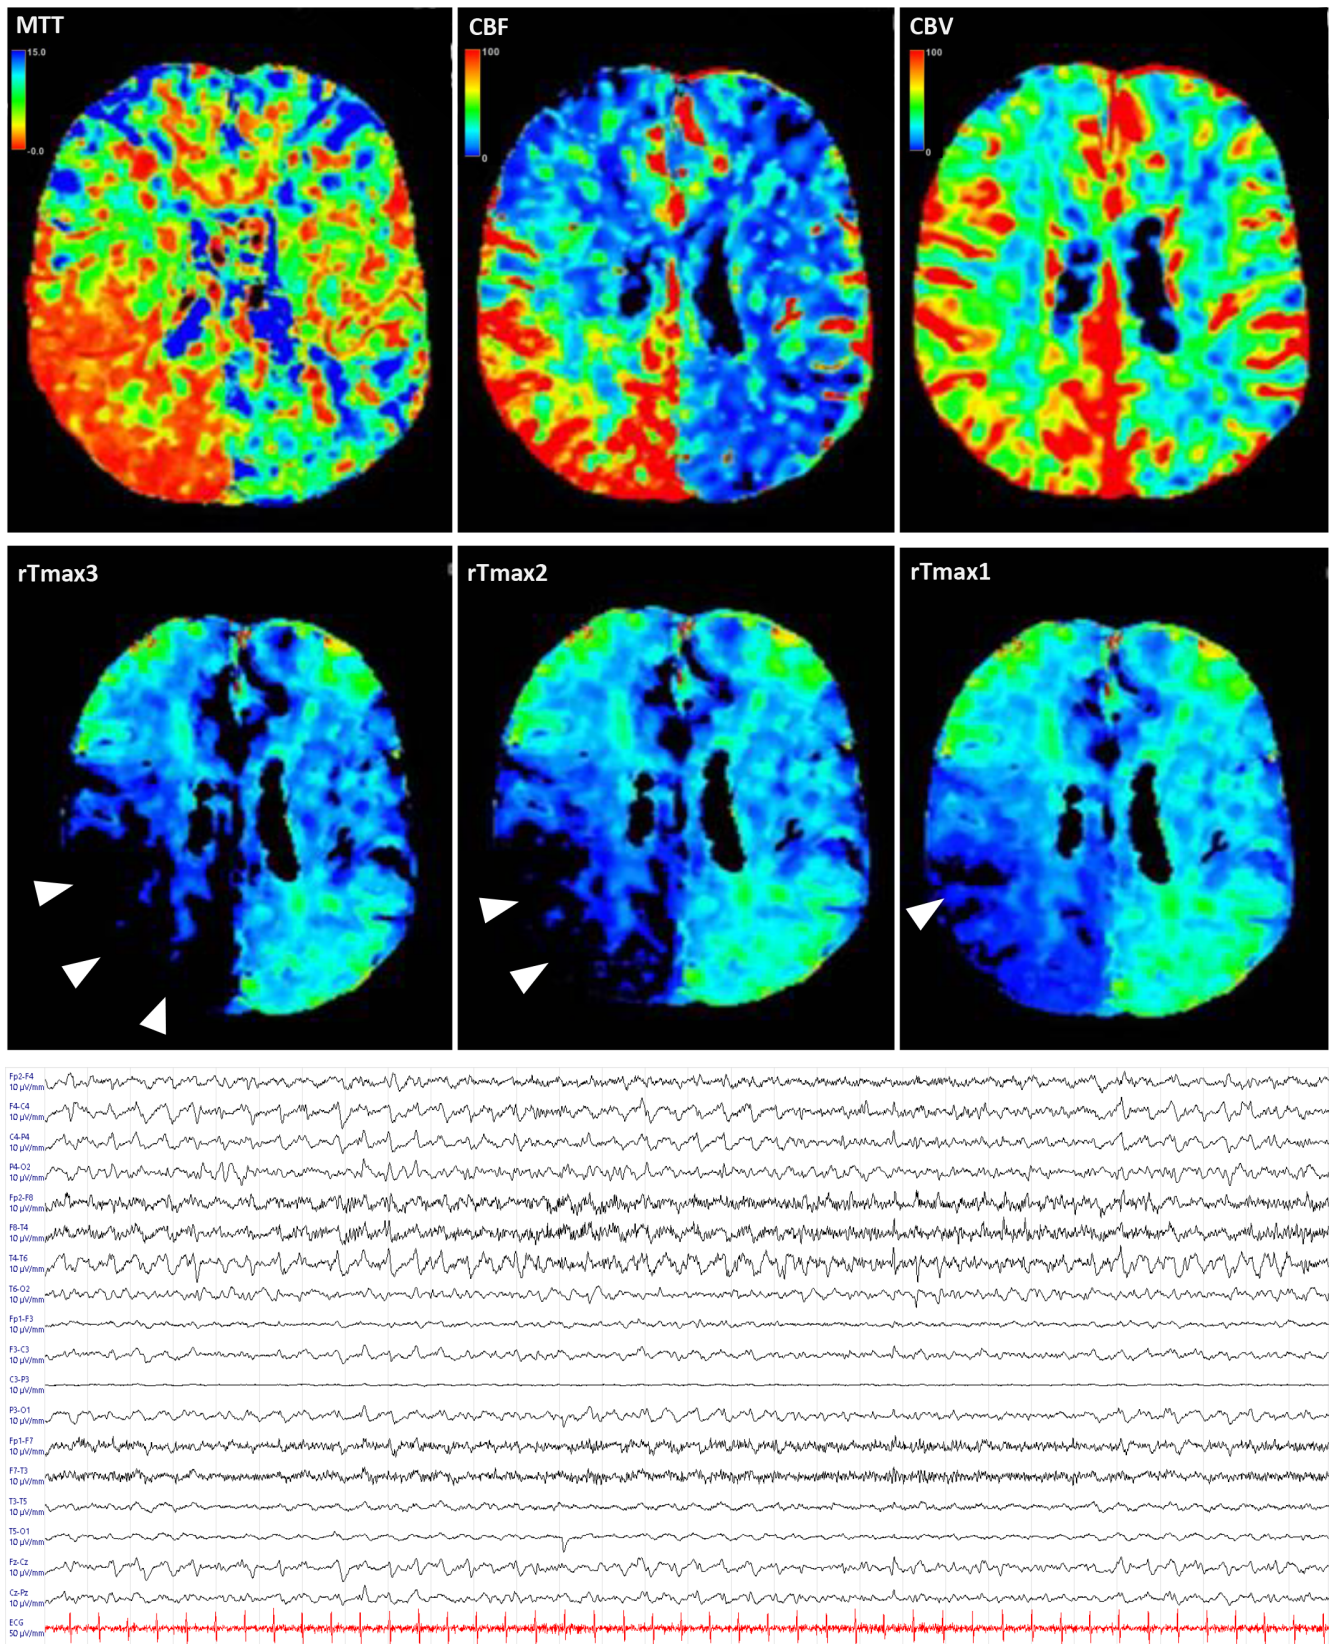 MTT
15.0
-0.0
CBF
100
0
CBV
100
0
rTmax3
rTmax2
rTmax1
Fp2-F4
10 µV/mm
F4-C4
10 µV/mm
C4-P4
10 µV/mm
P4-O2
10 µV/mm
Fp2-F8
10 µV/mm
F8-T4
10 µV/mm
T4-T6
10 µV/mm
T6-O2
10 µV/mm
Fp1-F3
10 µV/mm
F3-C3
10 µV/mm
C3-P3
10 µV/mm
P3-O1
10 µV/mm
Fp1-F7
10 µV/mm
F7-T3
10 µV/mm
T3-T5
10 µV/mm
T5-O1
10 µV/mm
Fz-Cz
10 µV/mm
Cz-Pz
10 µV/mm
ECG
50 µV/mm